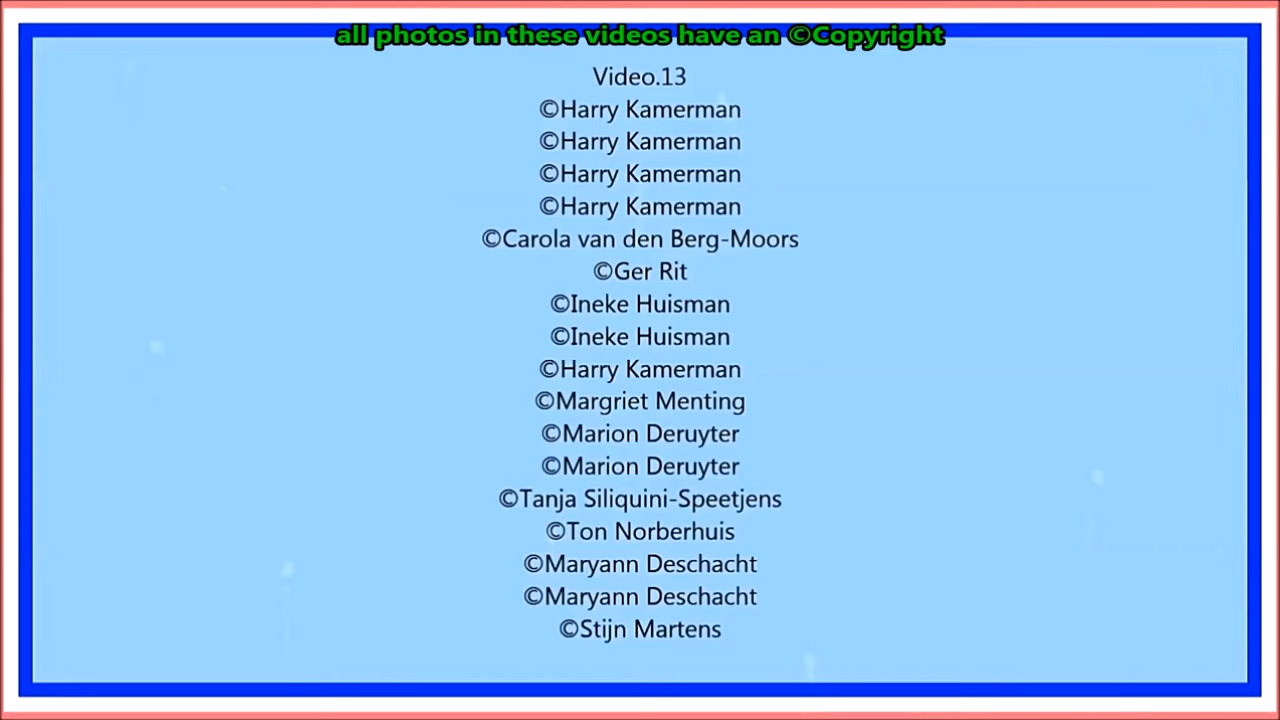 all photos in these videos have an ©Copyright
Video.13
©Harry Kamerman
©Harry Kamerman
©Harry Kamerman
©Harry Kamerman
©Carola van den Berg-Moors
©Ger Rit
©Ineke Huisman
©Ineke Huisman
©Harry Kamerman
©Margriet Menting
©Marion Deruyter
©Marion Deruyter
©Tanja Siliquini-Speetjens
©Ton Norberhuis
©Maryann Deschacht
©Maryann Deschacht
©Stijn Martens